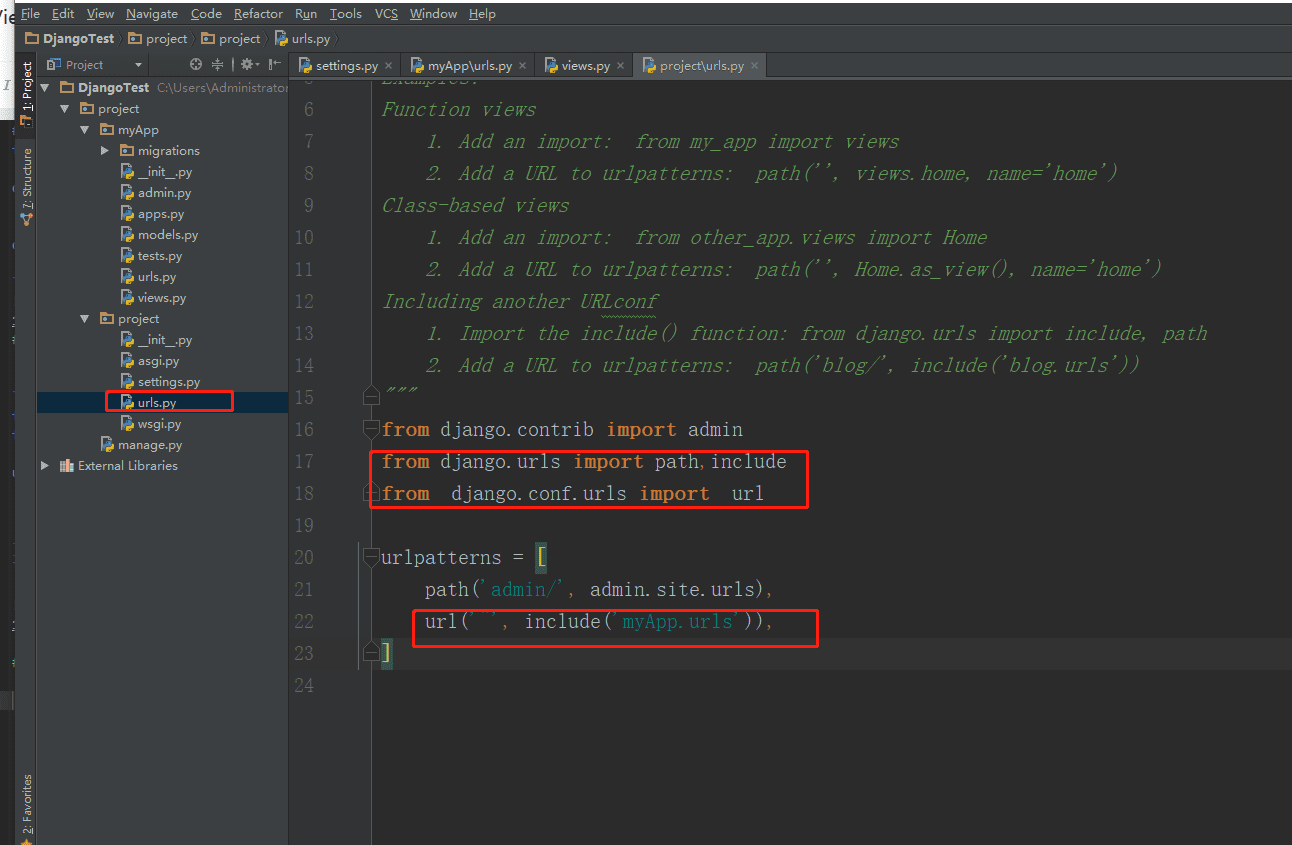 File Edit View Navigate Code Refactor Run Tools VCS Window Help
DjangoTest project project urls.py
Project
settings.py myApp\urls.py views.py project\urls.py
1: Project
7: Structure
2: Favorites
DjangoTest C:\Users\Administrator
project
myApp
migrations
__init__.py
admin.py
apps.py
models.py
tests.py
urls.py
views.py
project
__init__.py
asgi.py
settings.py
urls.py
wsgi.py
manage.py
External Libraries
6 Function views
7 1. Add an import:  from my_app import views
8 2. Add a URL to urlpatterns:  path('', views.home, name='home')
9 Class-based views
10 1. Add an import:  from other_app.views import Home
11 2. Add a URL to urlpatterns:  path('', Home.as_view(), name='home')
12 Including another URLconf
13 1. Import the include() function: from django.urls import include, path
14 2. Add a URL to urlpatterns:  path('blog/', include('blog.urls'))
15 """
16 from django.contrib import admin
17 from django.urls import path,include
18 from  django.conf.urls import  url
19
20 urlpatterns = [
21 path('admin/', admin.site.urls),
22 url('^', include('myApp.urls')),
23 ]
24